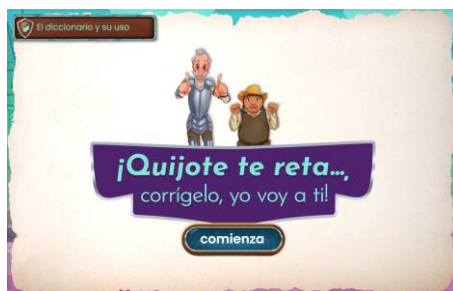 El diccionario y su uso
¡Quijote te reta...,
corrígelo, yo voy a ti!
comienza